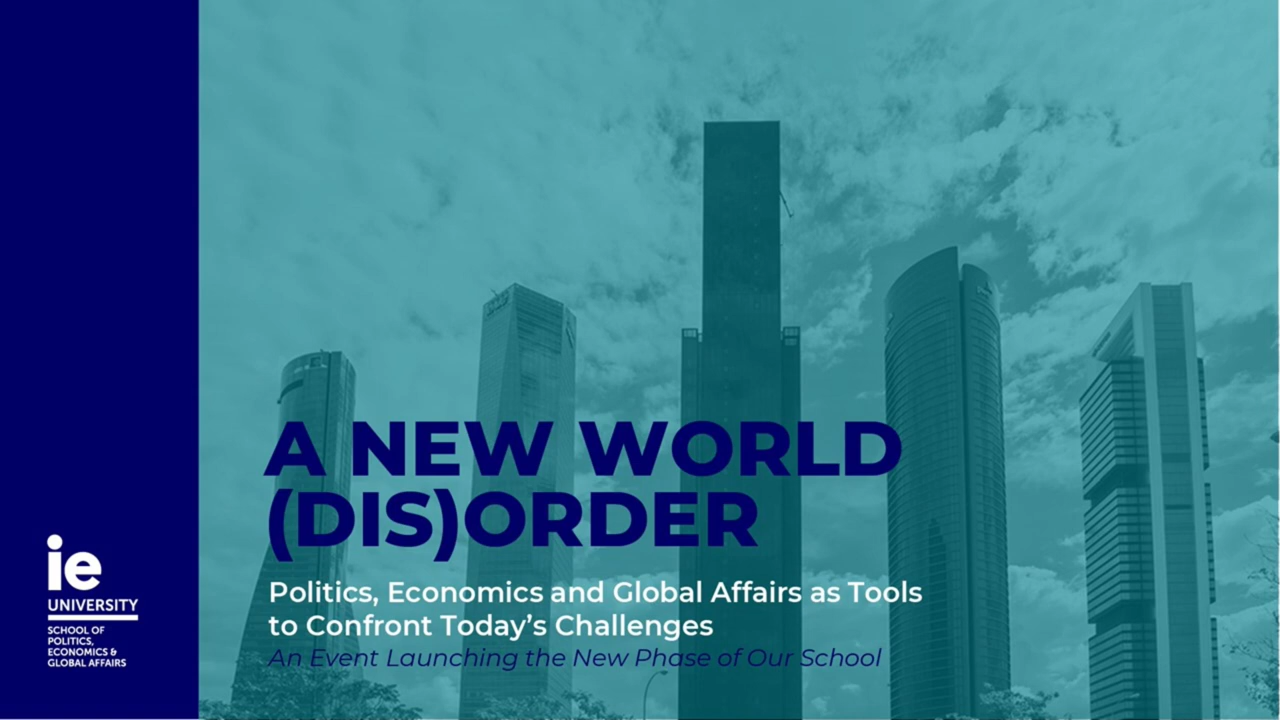 A NEW WORLD
(DIS)ORDER
Politics, Economics and Global Affairs as Tools
to Confront Today's Challenges
An Event Launching the New Phase of Our School
ie
UNIVERSITY
SCHOOL OF
POLITICS,
ECONOMICS &
GLOBAL AFFAIRS